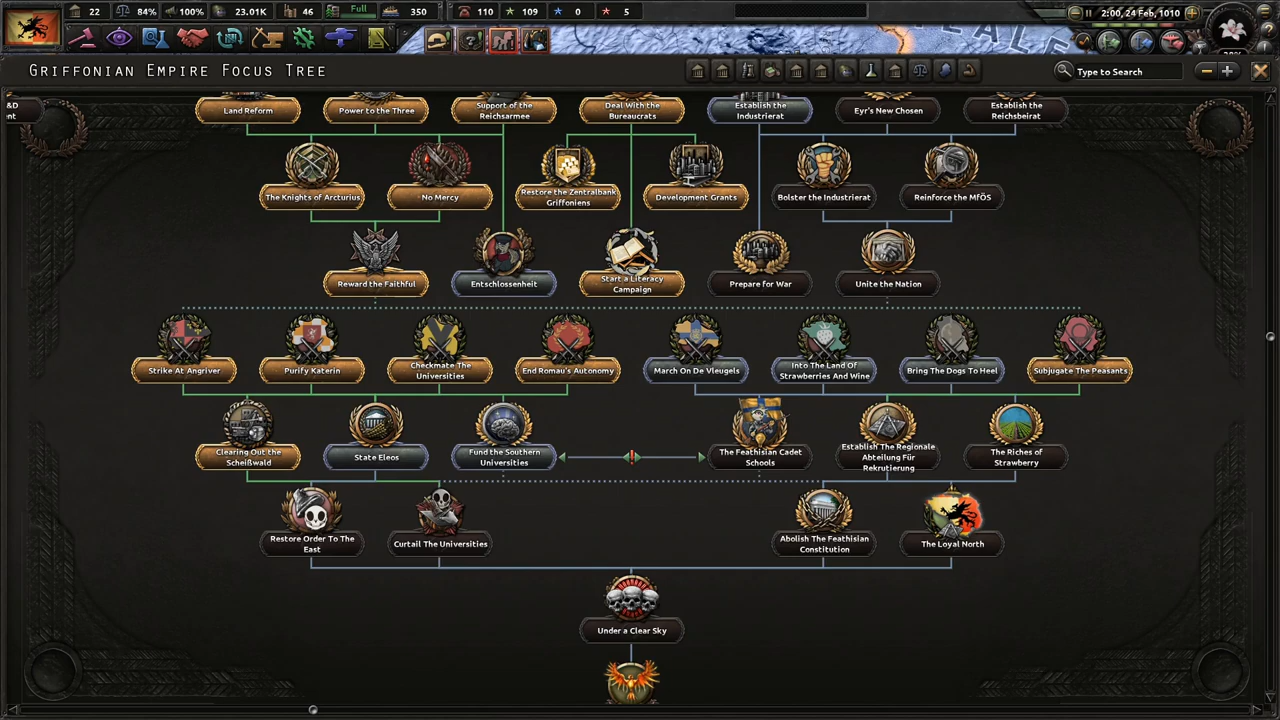 22 84% 100% 23.01K 46 Full 350 110 109 0 5 2:00, 24 Feb, 1010
Griffonian Empire Focus Tree
Type to Search
Land Reform
Power to the Three
Support of the
Reichsarmee
Deal With the
Bureaucrats
Establish the
Industrierat
Eyr's New Chosen
Establish the
Reichsbeirat
The Knights of Arcturius
No Mercy
Restore the Zentralbank
Griffoniens
Development Grants
Bolster the Industrierat
Reinforce the MfÖS
Reward the Faithful
Entschlossenheit
Start a Literacy
Campaign
Prepare for War
Unite the Nation
Strike At Angriver
Purify Katerin
Checkmate The
Universities
End Romau's Autonomy
March On De Vleugels
Into The Land Of
Strawberries And Wine
Bring The Dogs To Heel
Subjugate The Peasants
Clearing Out the
Scheißwald
State Eleos
Fund the Southern
Universities
The Feathisian Cadet
Schools
Establish The Regionale
Abteilung Für
Rekrutierung
The Riches of
Strawberry
Restore Order To The
East
Curtail The Universities
Abolish The Feathisian
Constitution
The Loyal North
Under a Clear Sky